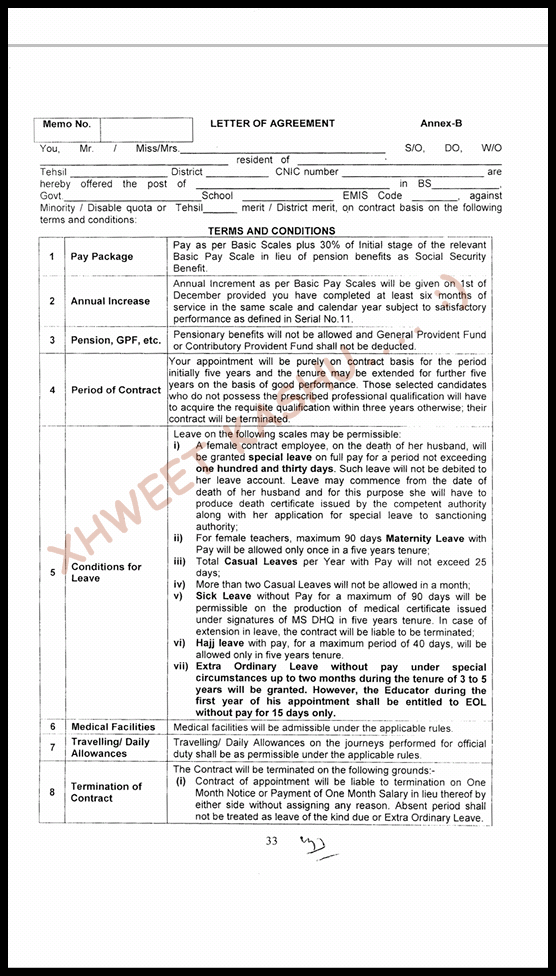 Memo No. LETTER OF AGREEMENT Annex-B
You, Mr. / Miss/Mrs. S/O, DO, W/O
resident of
Tehsil District CNIC number are
hereby offered the post of in BS ,
Govt. School EMIS Code , against
Minority / Disable quota or Tehsil merit / District merit, on contract basis on the following
terms and conditions:
TERMS AND CONDITIONS
1 Pay Package
Pay as per Basic Scales plus 30% of Initial stage of the relevant
Basic Pay Scale in lieu of pension benefits as Social Security
Benefit.
2 Annual Increase
Annual Increment as per Basic Pay Scales will be given on 1st of
December provided you have completed at least six months of
service in the same scale and calendar year subject to satisfactory
performance as defined in Serial No.11.
3 Pension, GPF, etc.
Pensionary benefits will not be allowed and General Provident Fund
or Contributory Provident Fund shall not be deducted.
4 Period of Contract
Your appointment will be purely on contract basis for the period
initially five years and the tenure may be extended for further five
years on the basis of good performance. Those selected candidates
who do not possess the prescribed professional qualification will have
to acquire the requisite qualification within three years otherwise; their
contract will be terminated.
5 Conditions for
Leave
Leave on the following scales may be permissible:
i) A female contract employee, on the death of her husband, will
be granted special leave on full pay for a period not exceeding
one hundred and thirty days. Such leave will not be debited to
her leave account. Leave may commence from the date of
death of her husband and for this purpose she will have to
produce death certificate issued by the competent authority
along with her application for special leave to sanctioning
authority;
ii) For female teachers, maximum 90 days Maternity Leave with
Pay will be allowed only once in a five years tenure;
iii) Total Casual Leaves per Year with Pay will not exceed 25
days;
iv) More than two Casual Leaves will not be allowed in a month;
v) Sick Leave without Pay for a maximum of 90 days will be
permissible on the production of medical certificate issued
under signatures of MS DHQ in five years tenure. In case of
extension in leave, the contract will be liable to be terminated;
vi) Hajj leave with pay, for a maximum period of 40 days, will be
allowed only in five years tenure.
vii) Extra Ordinary Leave without pay under special
circumstances up to two months during the tenure of 3 to 5
years will be granted. However, the Educator during the
first year of his appointment shall be entitled to EOL
without pay for 15 days only.
6 Medical Facilities
Medical facilities will be admissible under the applicable rules.
7 Travelling/ Daily
Allowances
Travelling/ Daily Allowances on the journeys performed for official
duty shall be as permissible under the applicable rules.
8 Termination of
Contract
The Contract will be terminated on the following grounds:-
(i) Contract of appointment will be liable to termination on One
Month Notice or Payment of One Month Salary in lieu thereof by
either side without assigning any reason. Absent period shall
not be treated as leave of the kind due or Extra Ordinary Leave.
33
XHWEET KASHU.... :)